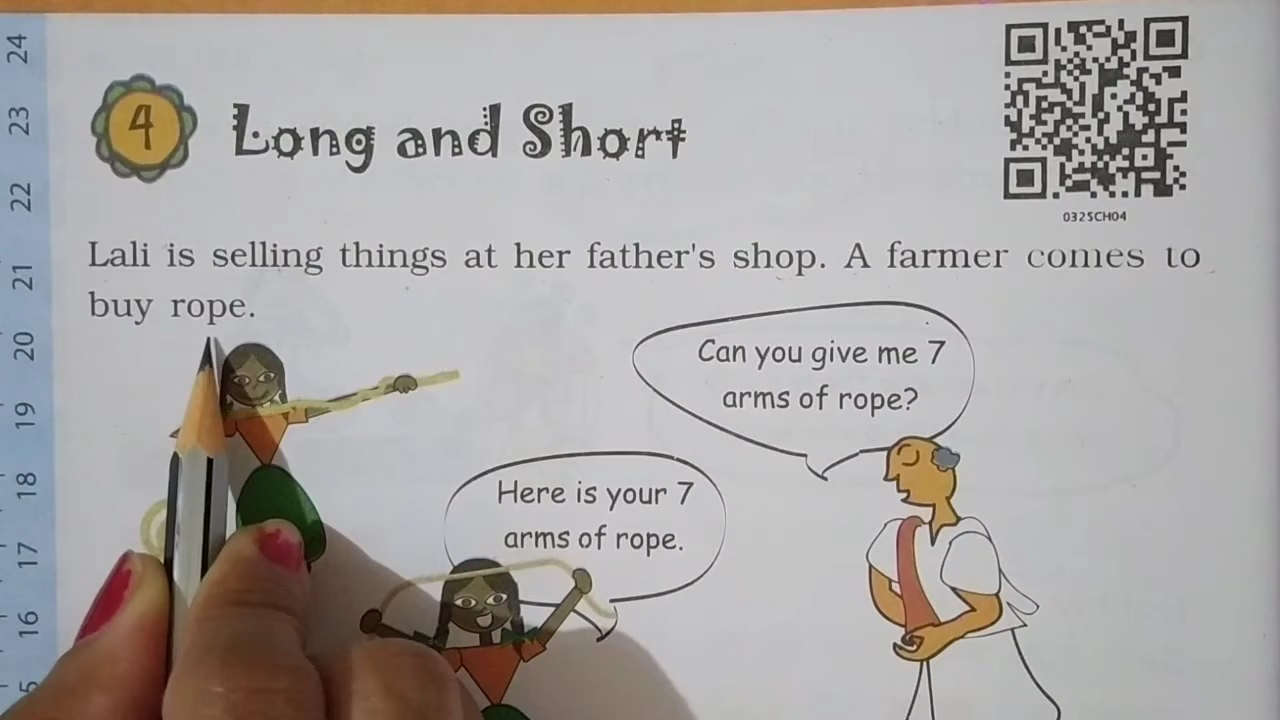 24
23
22
21
20
19
18
17
16
4
Long and Short
032SCH04
Lali is selling things at her father's shop. A farmer comes to
buy rope.
Can you give me 7
arms of rope?
Here is your 7
arms of rope.